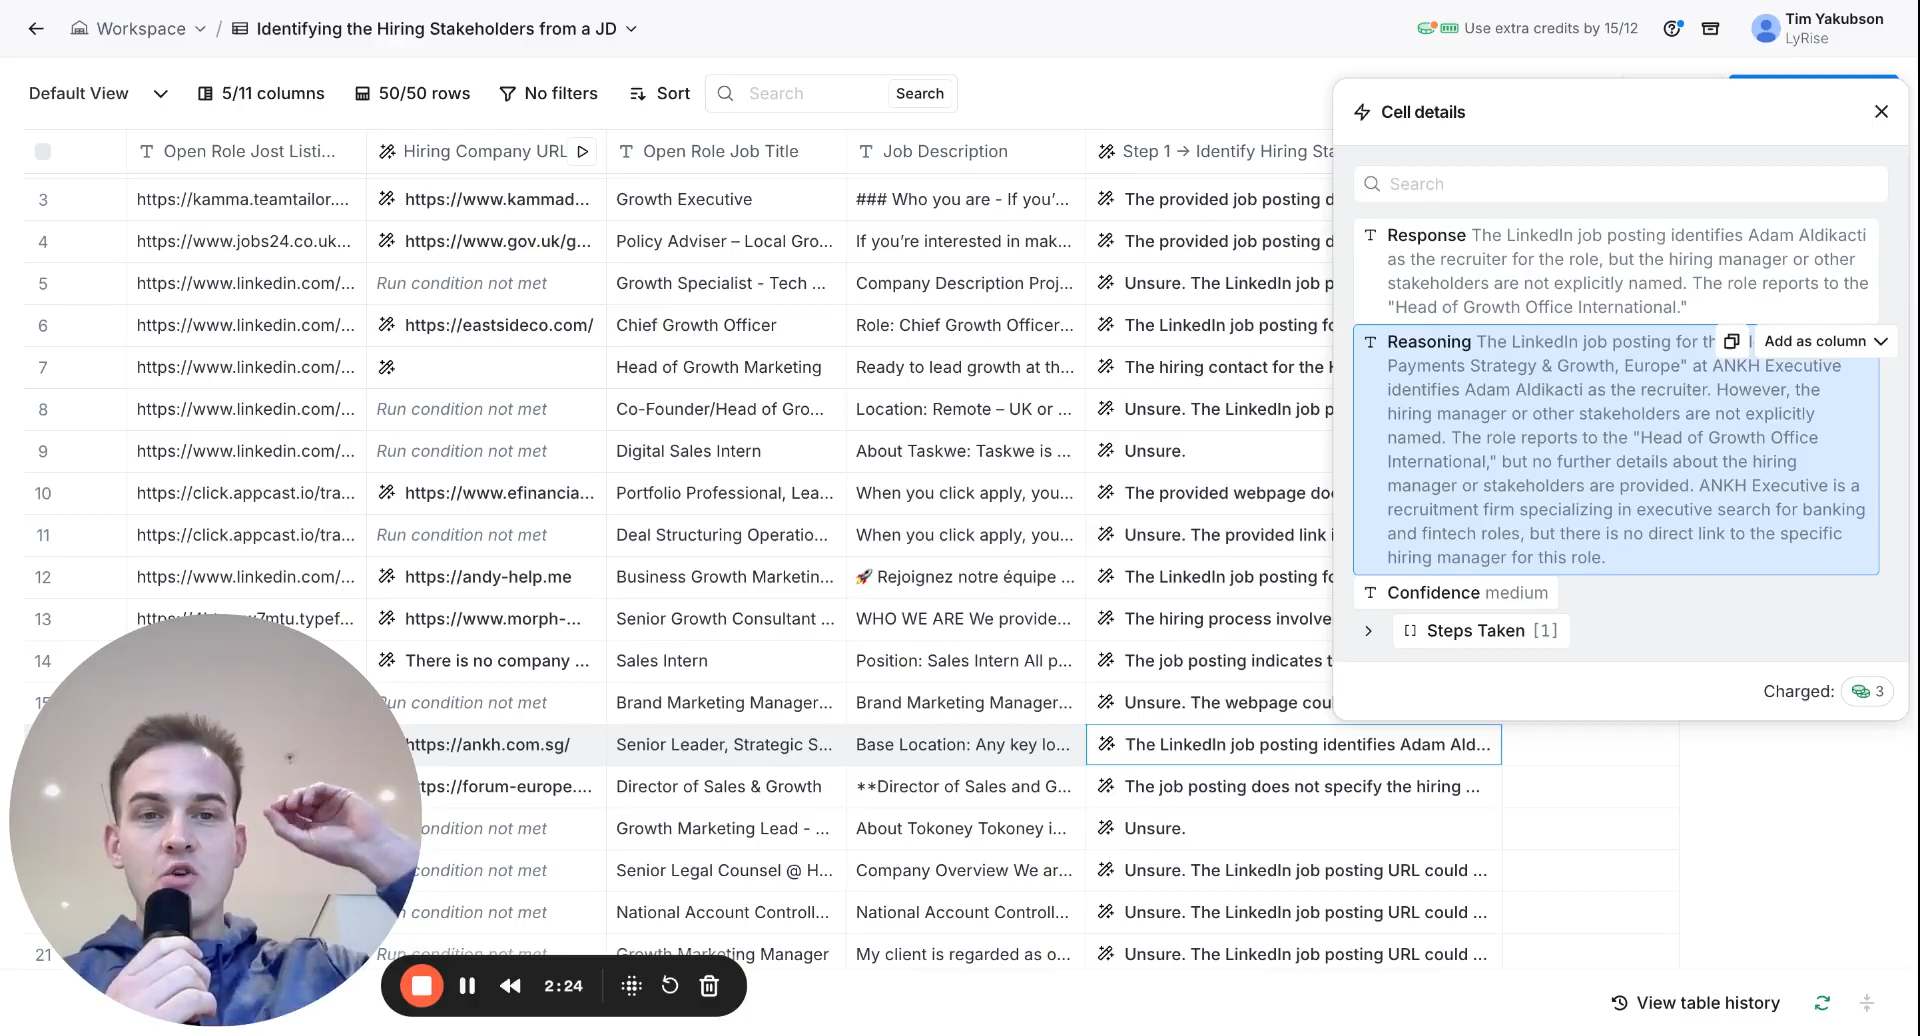 Workspace / Identifying the Hiring Stakeholders from a JD
Use extra credits by 15/12
Tim Yakubson
LyRise
Default View 5/11 columns 50/50 rows No filters Sort Search Search
Open Role Jost Listi... Hiring Company URL Open Role Job Title Job Description Step 1 → Identify Hiring Sta
3 https://kamma.teamtailor.... https://www.kammad... Growth Executive ### Who you are - If you'... The provided job posting d
4 https://www.jobs24.co.uk... https://www.gov.uk/g... Policy Adviser – Local Gro... If you're interested in mak... The provided job posting d
5 https://www.linkedin.com/... Run condition not met Growth Specialist - Tech ... Company Description Proj... Unsure. The LinkedIn job p
6 https://www.linkedin.com/... https://eastsideco.com/ Chief Growth Officer Role: Chief Growth Officer... The LinkedIn job posting fo
7 https://www.linkedin.com/... Head of Growth Marketing Ready to lead growth at th... The hiring contact for the H
8 https://www.linkedin.com/... Run condition not met Co-Founder/Head of Gro... Location: Remote – UK or ... Unsure. The LinkedIn job p
9 https://www.linkedin.com/... Run condition not met Digital Sales Intern About Taskwe: Taskwe is ... Unsure.
10 https://click.appcast.io/tra... https://www.efinancia... Portfolio Professional, Lea... When you click apply, you... The provided webpage doe
11 https://click.appcast.io/tra... Run condition not met Deal Structuring Operatio... When you click apply, you... Unsure. The provided link i
12 https://www.linkedin.com/... https://andy-help.me Business Growth Marketin... 🚀 Rejoignez notre équipe ... The LinkedIn job posting fo
13 typef... https://www.morph-... Senior Growth Consultant ... WHO WE ARE We provide... The hiring process involve
14 There is no company ... Sales Intern Position: Sales Intern All p... The job posting indicates t
15 Run condition not met Brand Marketing Manager... Brand Marketing Manager... Unsure. The webpage cou
https://ankh.com.sg/ Senior Leader, Strategic S... Base Location: Any key lo... The LinkedIn job posting identifies Adam Ald...
tps://forum-europe.... Director of Sales & Growth **Director of Sales and G... The job posting does not specify the hiring ...
ondition not met Growth Marketing Lead - ... About Tokoney Tokoney i... Unsure.
condition not met Senior Legal Counsel @ H... Company Overview We ar... Unsure. The LinkedIn job posting URL could ...
n condition not met National Account Controll... National Account Controll... Unsure. The LinkedIn job posting URL could ...
21 Run condition not met Growth Marketing Manager My client is regarded as o... Unsure. The LinkedIn job posting URL could ...
Cell details
Search
Response The LinkedIn job posting identifies Adam Aldikacti
as the recruiter for the role, but the hiring manager or other
stakeholders are not explicitly named. The role reports to the
"Head of Growth Office International."
Reasoning The LinkedIn job posting for th
Add as column
Payments Strategy & Growth, Europe" at ANKH Executive
identifies Adam Aldikacti as the recruiter. However, the
hiring manager or other stakeholders are not explicitly
named. The role reports to the "Head of Growth Office
International," but no further details about the hiring
manager or stakeholders are provided. ANKH Executive is a
recruitment firm specializing in executive search for banking
and fintech roles, but there is no direct link to the specific
hiring manager for this role.
Confidence medium
Steps Taken [1]
Charged: 3
2:24
View table history